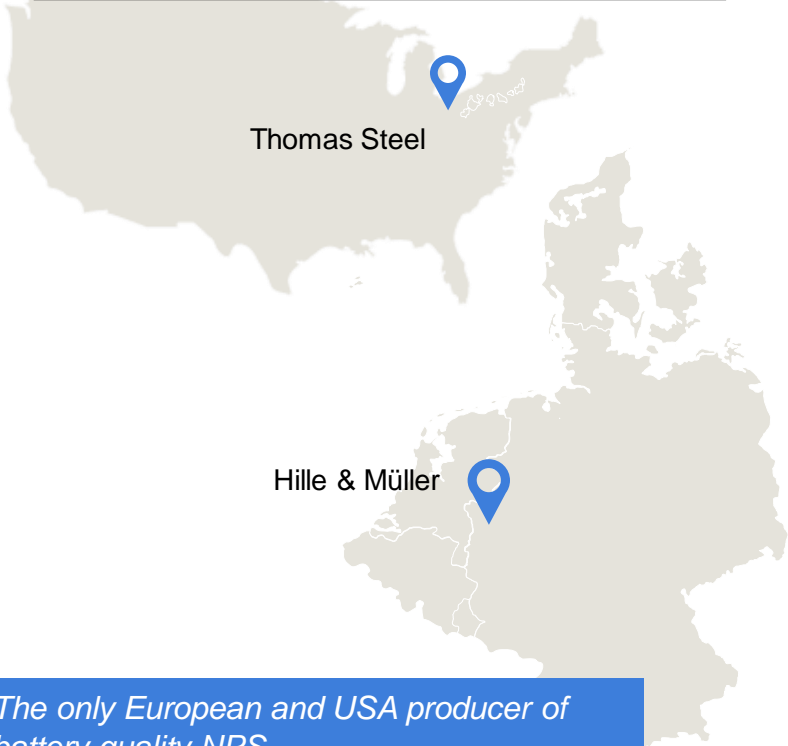 Thomas Steel
Hille & Müller
The only European and USA producer of
battery quality NPS